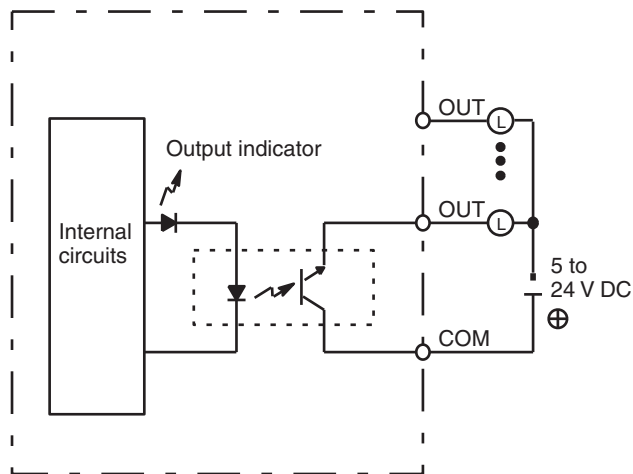 OUT
L
Output indicator
OUT
L
Internal
circuits
5 to
24 V DC
COM